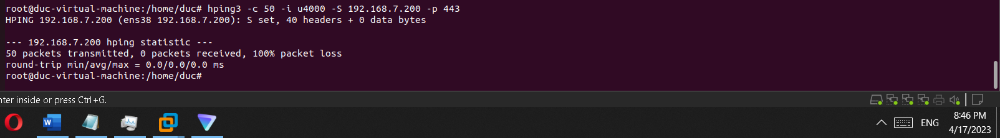 root@duc-virtual-machine:/home/duc# hping3 -c 50 -i u4000 -S 192.168.7.200 -p 443
HPING 192.168.7.200 (ens38 192.168.7.200): S set, 40 headers + 0 data bytes
--- 192.168.7.200 hping statistic ---
50 packets transmitted, 0 packets received, 100% packet loss
round-trip min/avg/max = 0.0/0.0/0.0 ms
root@duc-virtual-machine:/home/duc#
nter inside or press Ctrl+G.
W
ENG
8:46 PM
4/17/2023